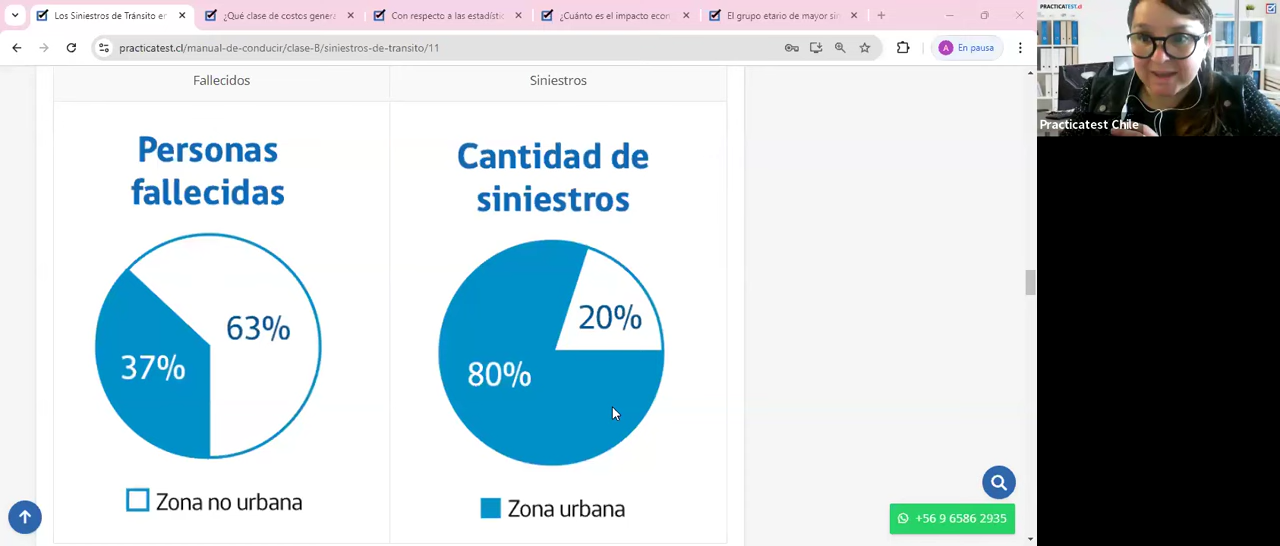 Los Siniestros de Tránsito er
¿Qué clase de costos genera
Con respecto a las estadístic
¿Cuánto es el impacto econ
El grupo etario de mayor sin
practicatest.cl/manual-de-conducir/clase-B/siniestros-de-transito/11
A En pausa
PRACTICATEST.cl
Practicatest Chile
Fallecidos
Siniestros
Personas
fallecidas
Cantidad de
siniestros
63%
37%
20%
80%
Zona no urbana
Zona urbana
+56 9 6586 2935